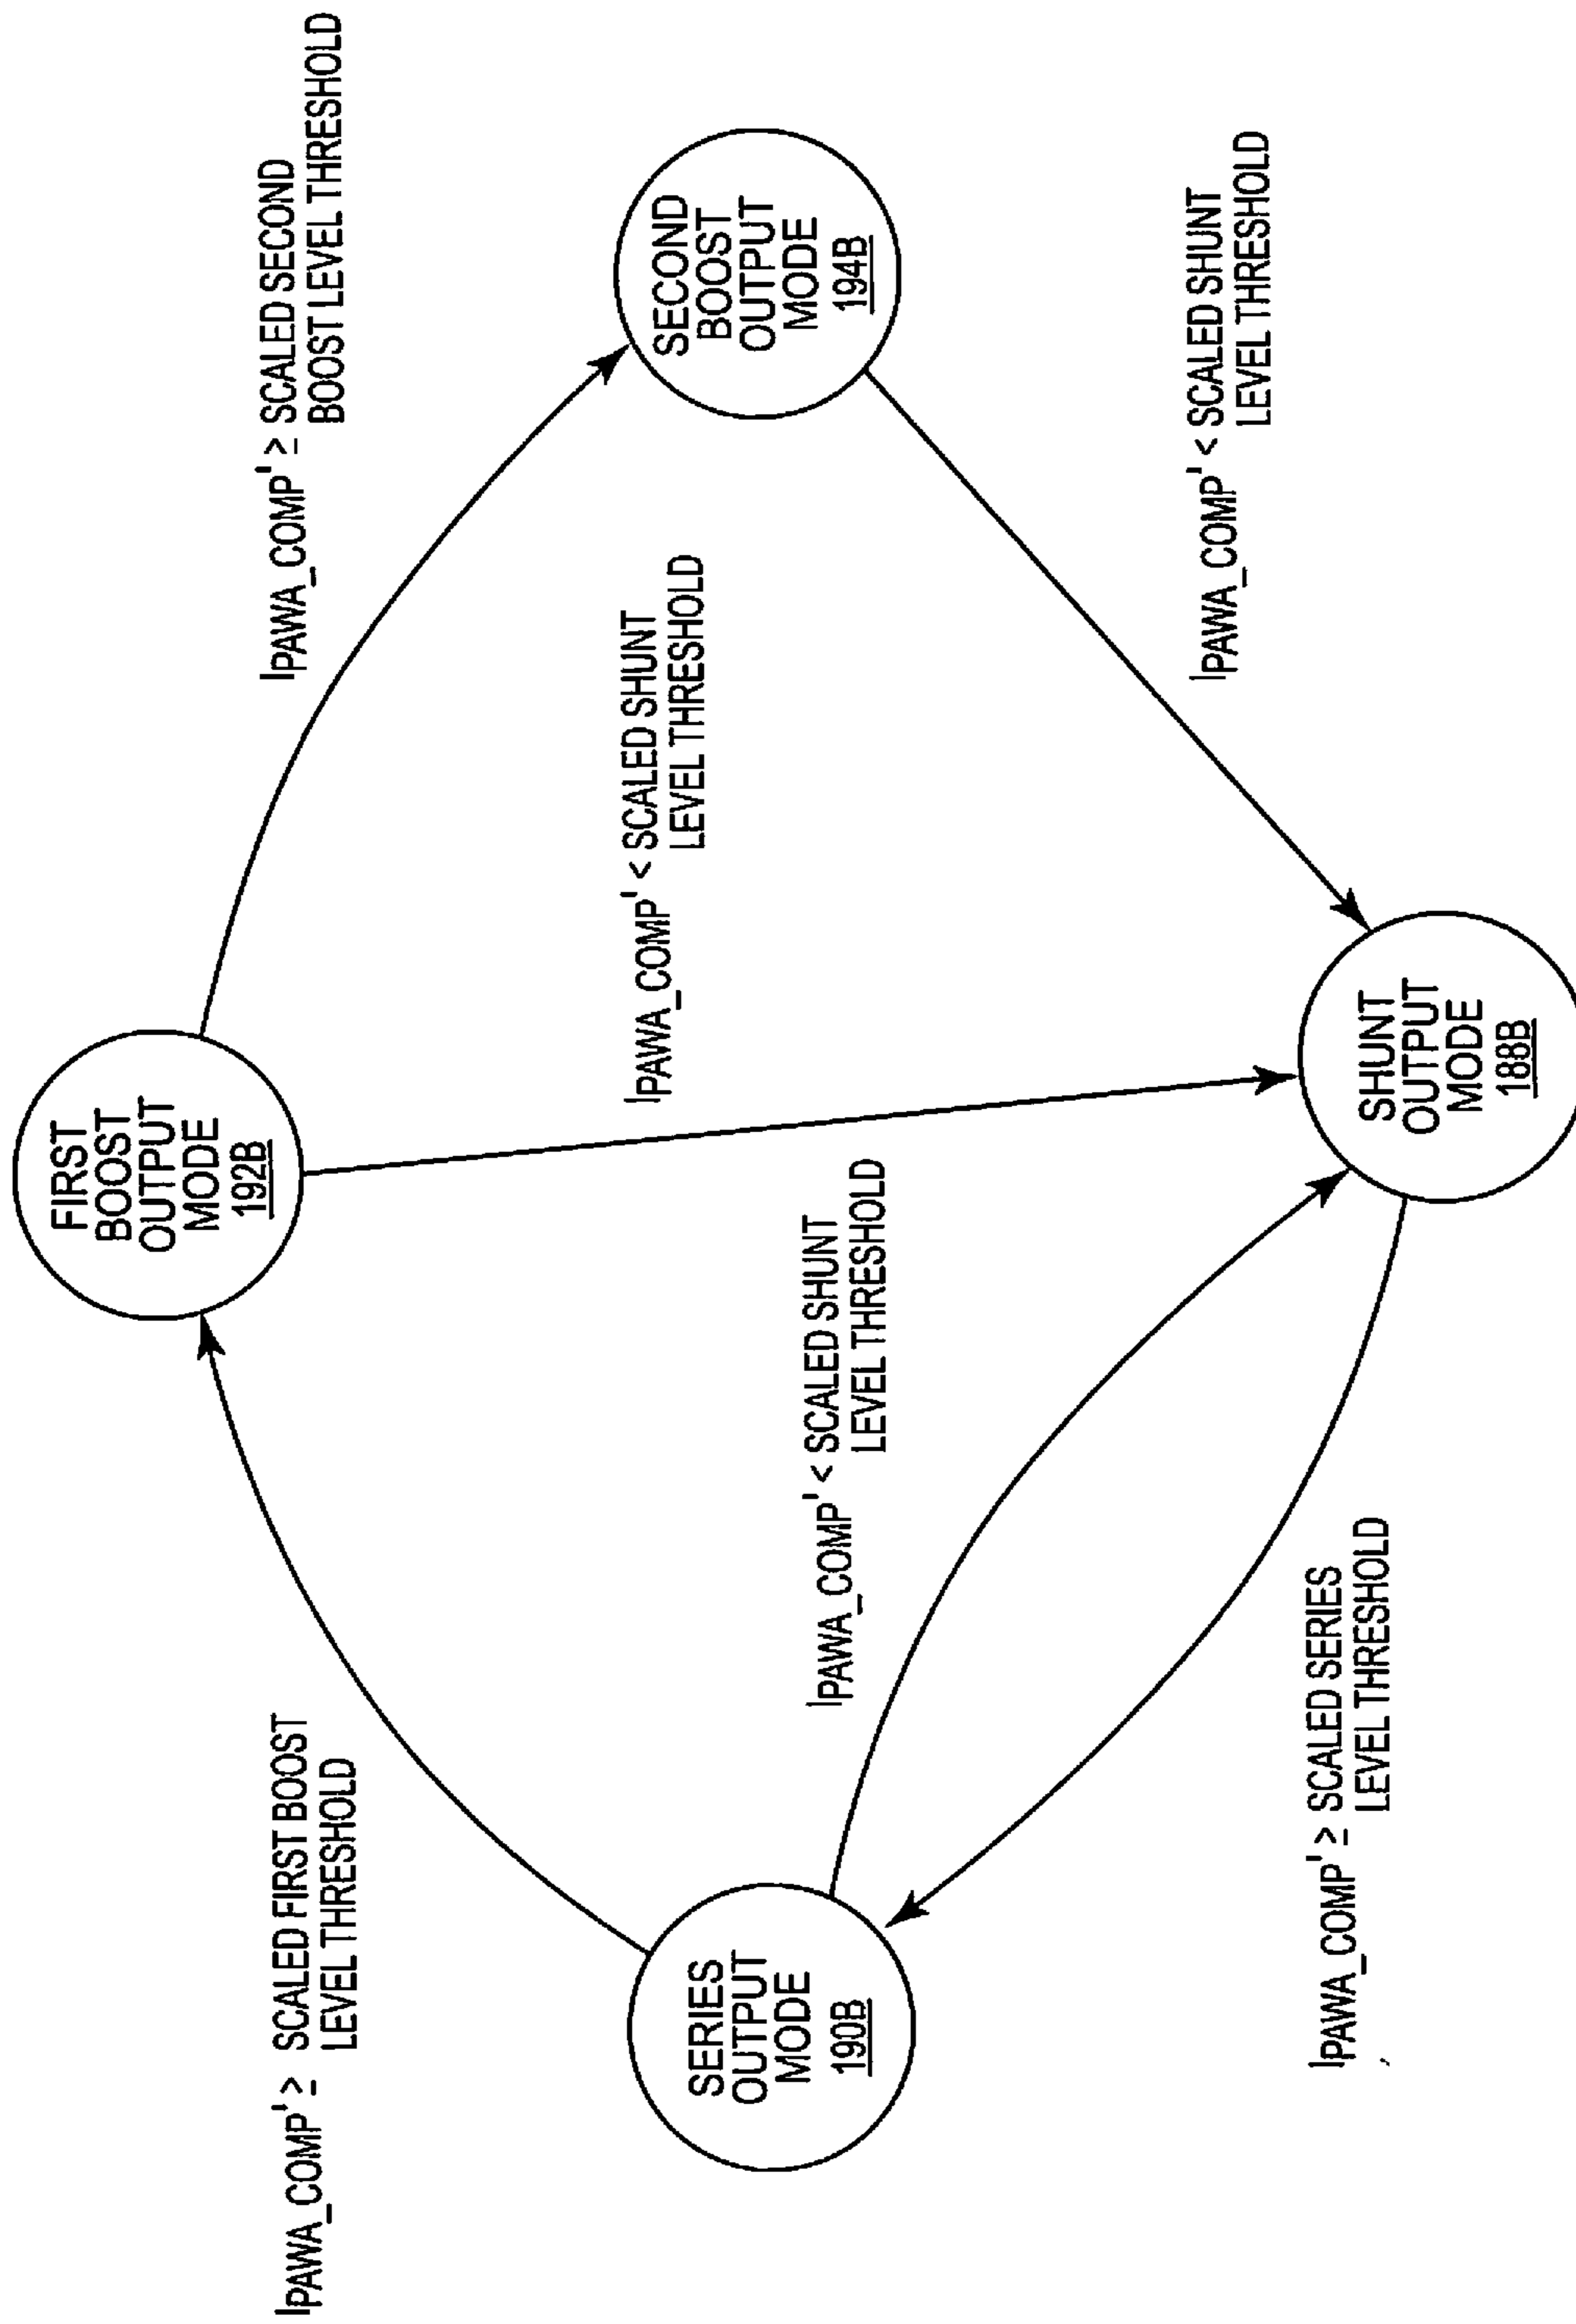 FIRST
BOOST
OUTPUT
MODE
192B
IPAWA_COMP' ≥ SCALED FIRST BOOST
LEVEL THRESHOLD
IPAWA_COMP' ≥ SCALED SECOND
BOOST LEVEL THRESHOLD
IPAWA_COMP' < SCALED SHUNT
LEVEL THRESHOLD
SERIES
OUTPUT
MODE
190B
SECOND
BOOST
OUTPUT
MODE
194B
IPAWA_COMP' < SCALED SHUNT
LEVEL THRESHOLD
IPAWA_COMP' < SCALED SHUNT
LEVEL THRESHOLD
IPAWA_COMP' ≥ SCALED SERIES
LEVEL THRESHOLD
SHUNT
OUTPUT
MODE
188B